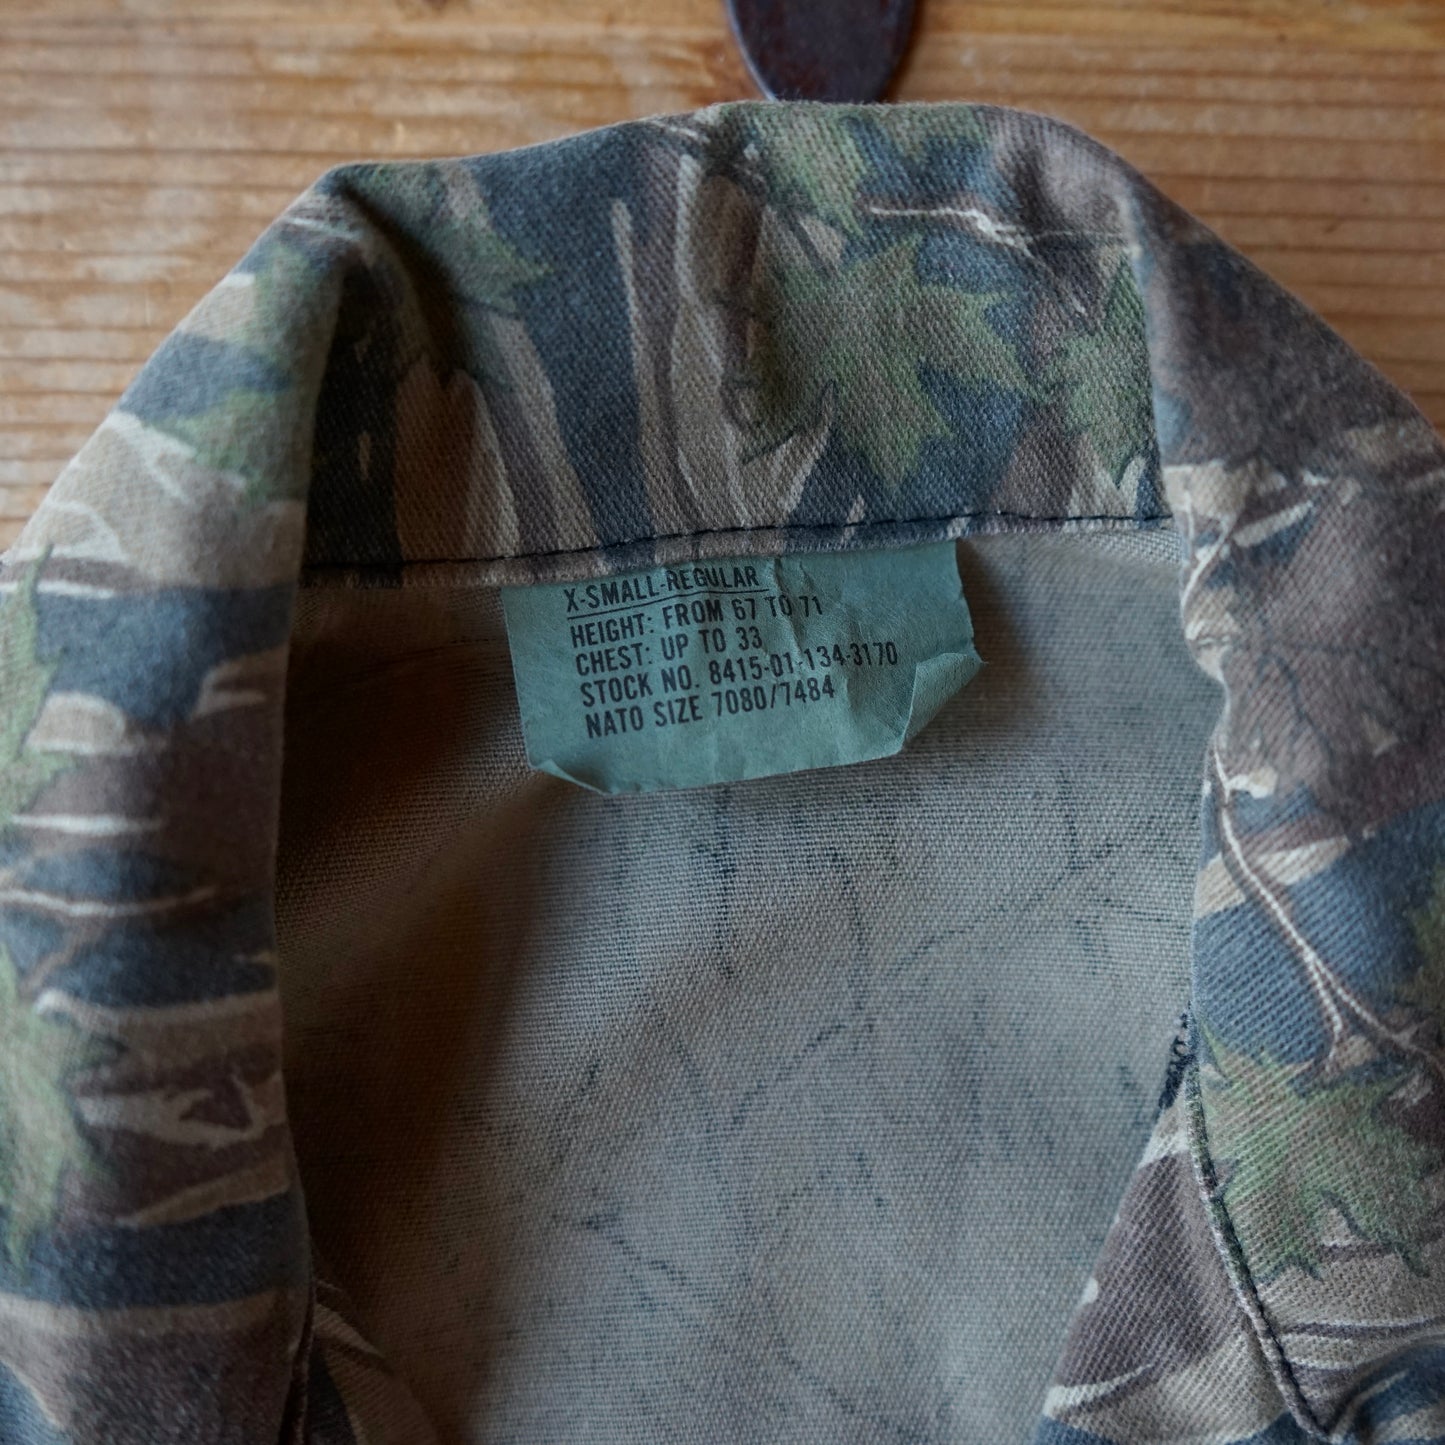 X-SMALL-REGULAR
HEIGHT: FROM 67 TO 71
CHEST: UP TO 33
STOCK NO. 8415-01-134-3170
NATO SIZE 7080/7484